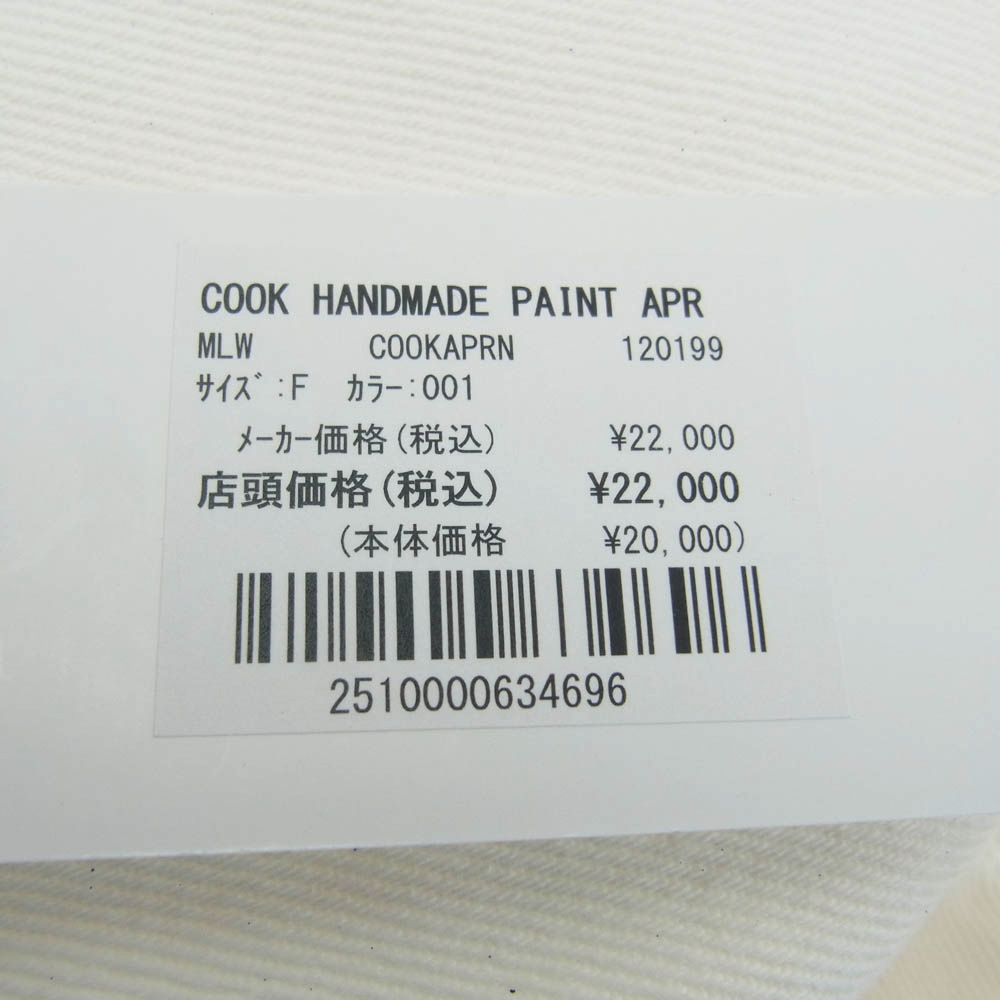 COOK HANDMADE PAINT APR
MLW COOKAPRN 120199
ｻｲｽﾞ:F ｶﾗｰ:001
ﾒｰｶｰ価格(税込) ¥22,000
店頭価格(税込) ¥22,000
(本体価格 ¥20,000)
2510000634696